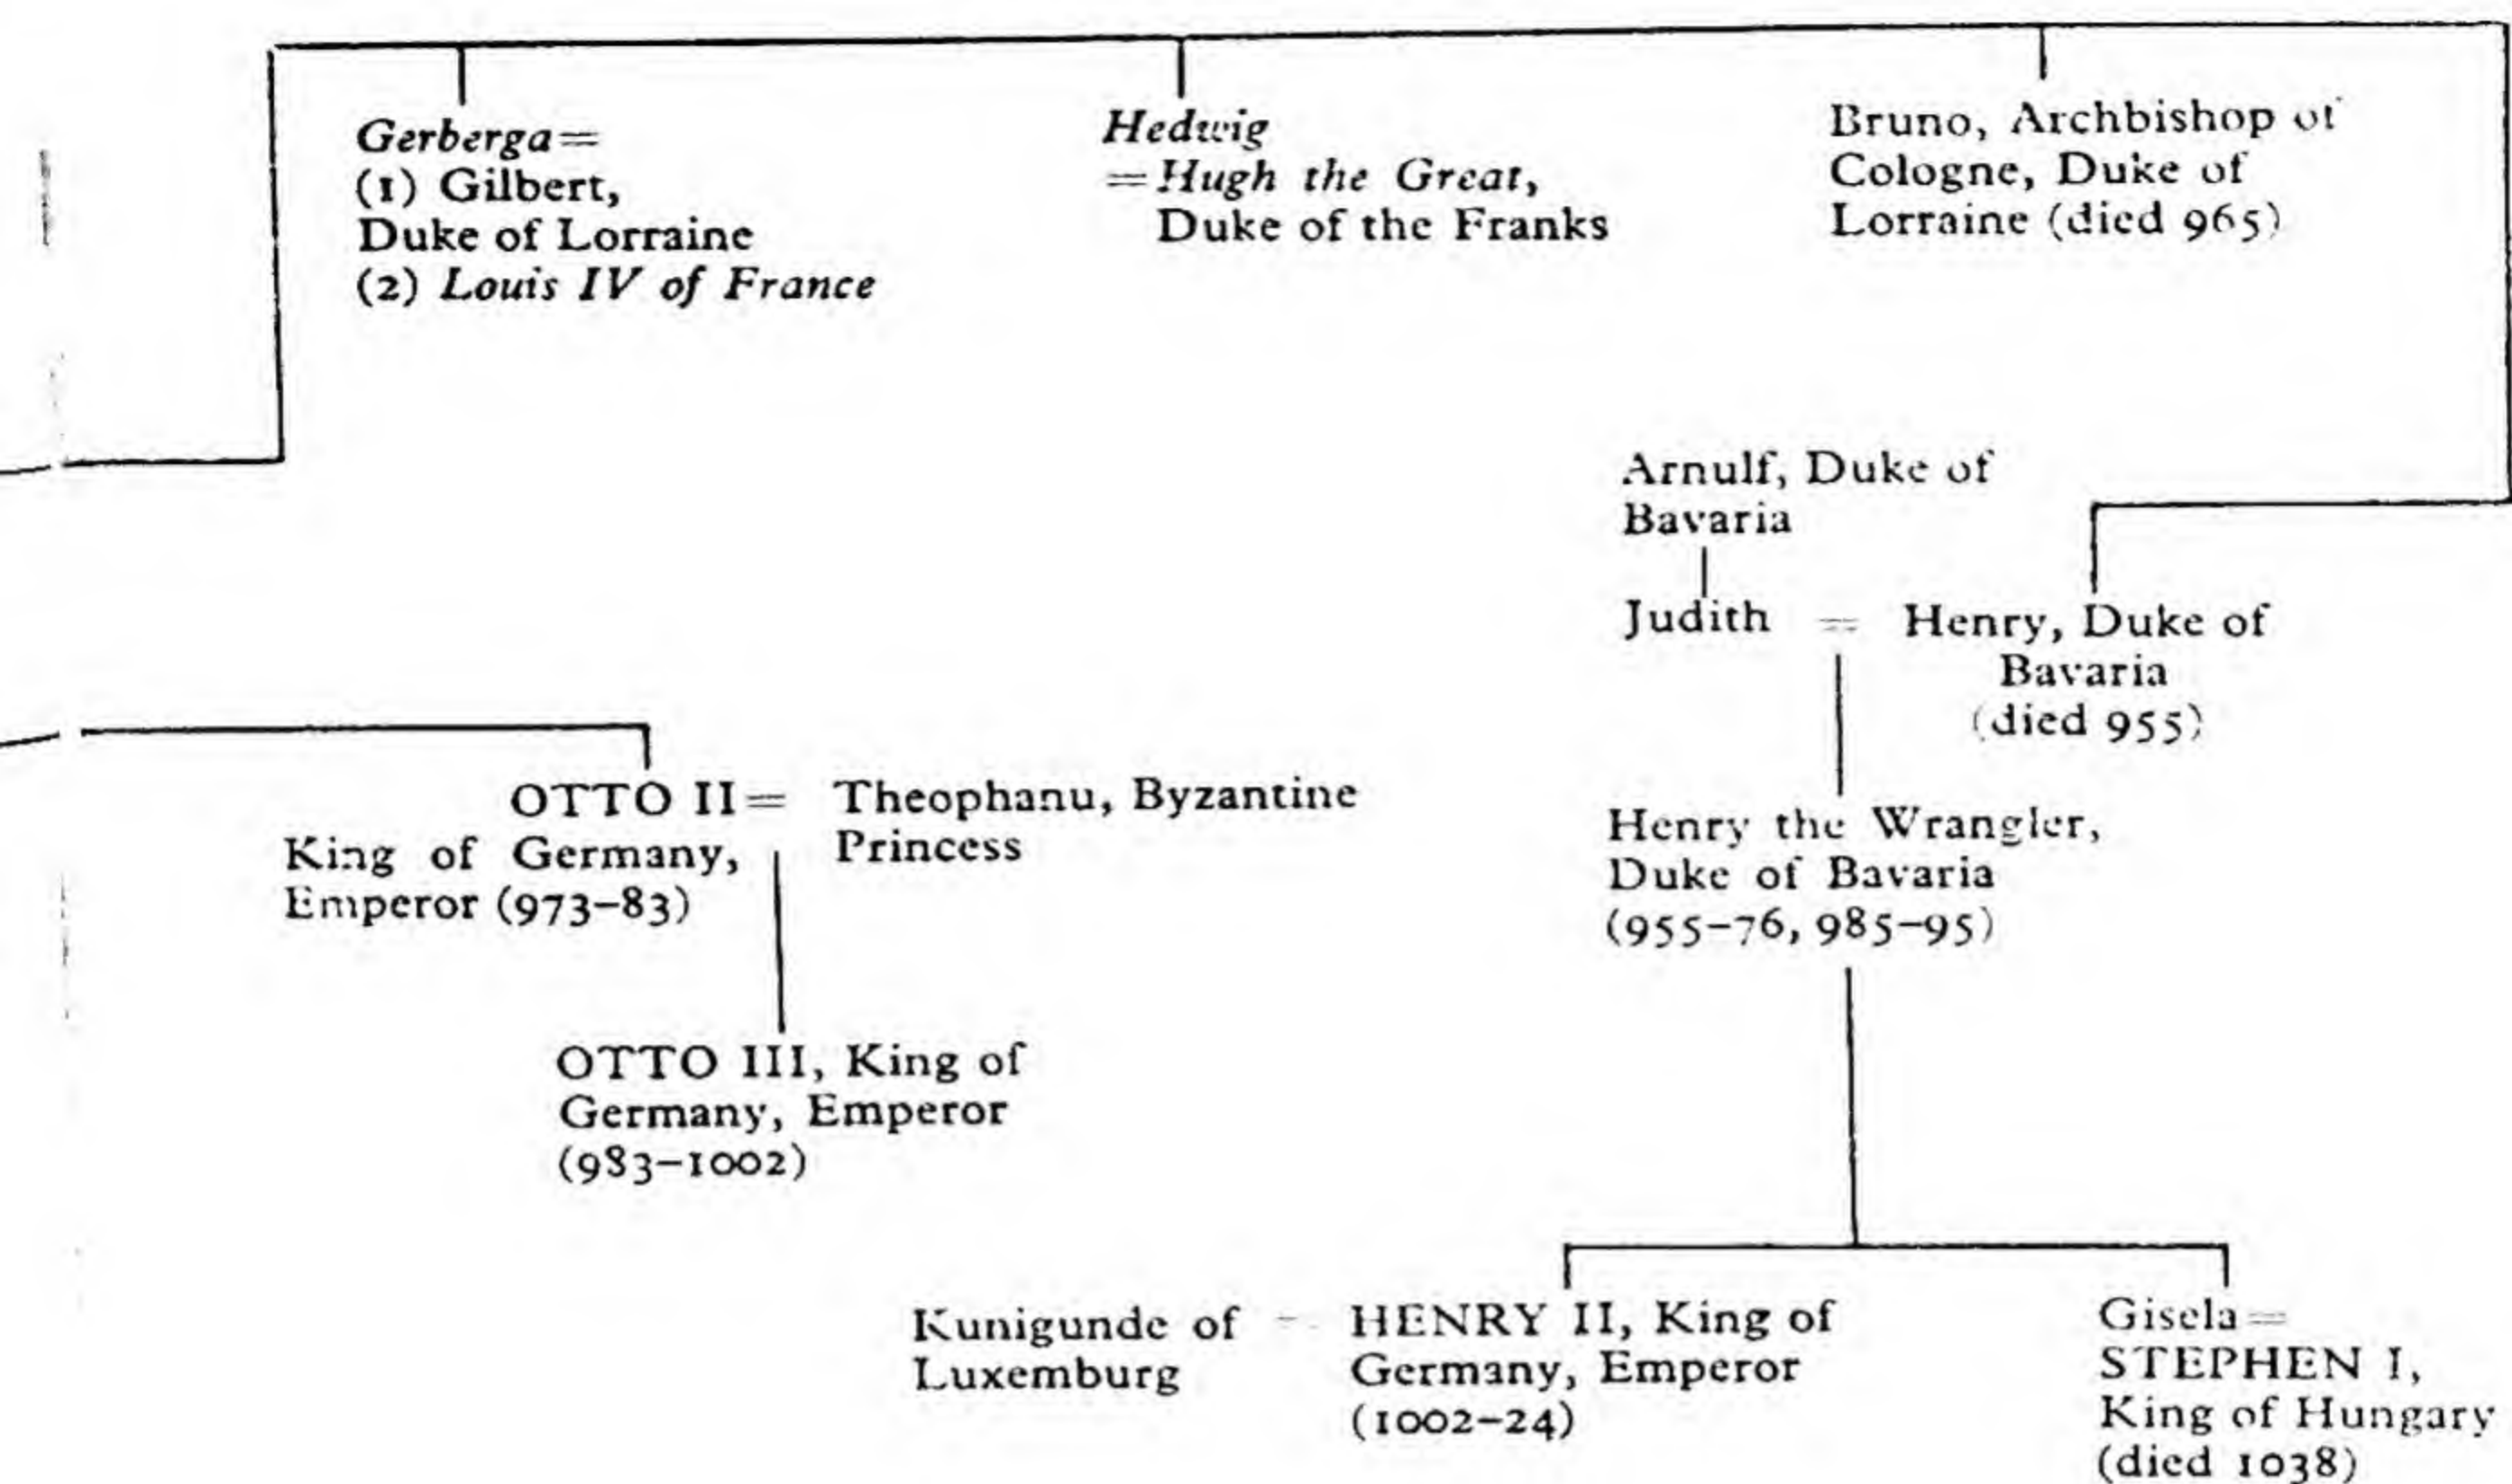 Gerberga=
(1) Gilbert,
Duke of Lorraine
(2) Louis IV of France
Hedwig
=Hugh the Great,
Duke of the Franks
Bruno, Archbishop of
Cologne, Duke of
Lorraine (died 965)
Arnulf, Duke of
Bavaria
Judith = Henry, Duke of
Bavaria
(died 955)
OTTO II= Theophanu, Byzantine
King of Germany, Princess
Emperor (973–83)
Henry the Wrangler,
Duke of Bavaria
(955–76, 985–95)
OTTO III, King of
Germany, Emperor
(983–1002)
Kunigunde of = HENRY II, King of
Luxemburg Germany, Emperor
(1002–24)
Gisela=
STEPHEN I,
King of Hungary
(died 1038)